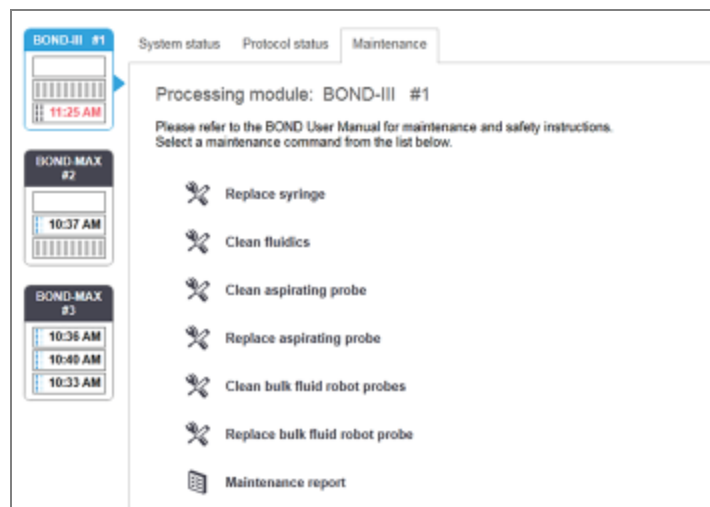 BOND-III #1
11:25 AM
BOND-MAX
#2
10:37 AM
BOND-MAX
#3
10:36 AM
10:40 AM
10:33 AM
System status Protocol status Maintenance
Processing module: BOND-III #1
Please refer to the BOND User Manual for maintenance and safety instructions.
Select a maintenance command from the list below.
Replace syringe
Clean fluidics
Clean aspirating probe
Replace aspirating probe
Clean bulk fluid robot probes
Replace bulk fluid robot probe
Maintenance report